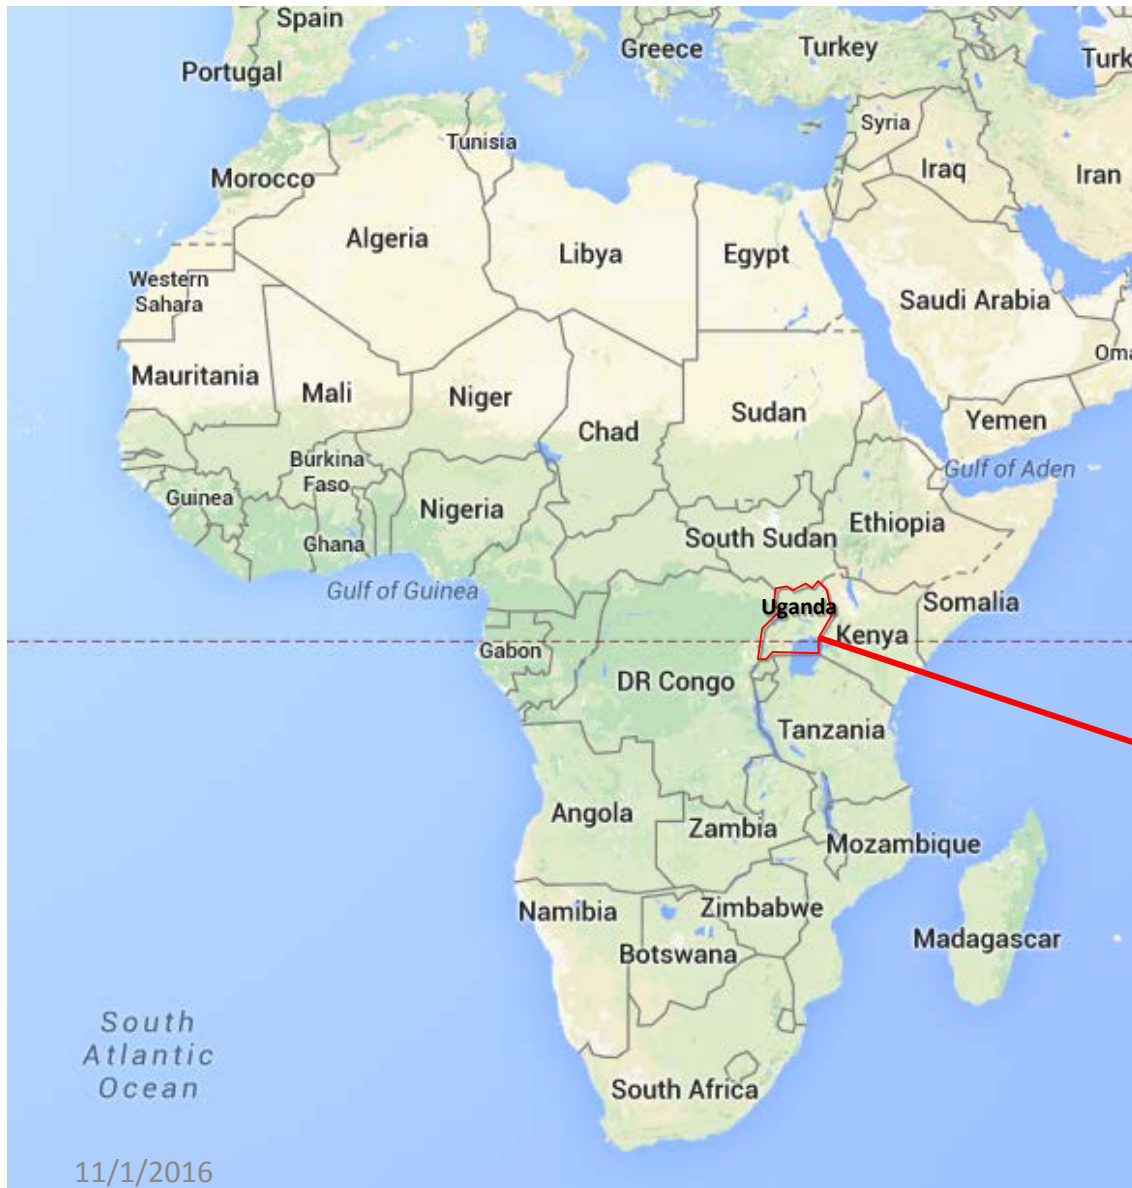 Spain
Greece
Turkey
Turk
Portugal
Syria
Tunisia
Iraq
Iran
Morocco
Algeria
Libya
Egypt
Western
Sahara
Saudi Arabia
Oma
Mauritania
Mali
Niger
Chad
Sudan
Yemen
Gulf of Aden
Burkina
Faso
Guinea
Nigeria
Ethiopia
Ghana
South Sudan
Gulf of Guinea
Uganda
Somalia
Kenya
Gabon
DR Congo
Tanzania
Angola
Zambia
Mozambique
Namibia
Zimbabwe
Botswana
Madagascar
South
Atlantic
Ocean
South Africa
11/1/2016